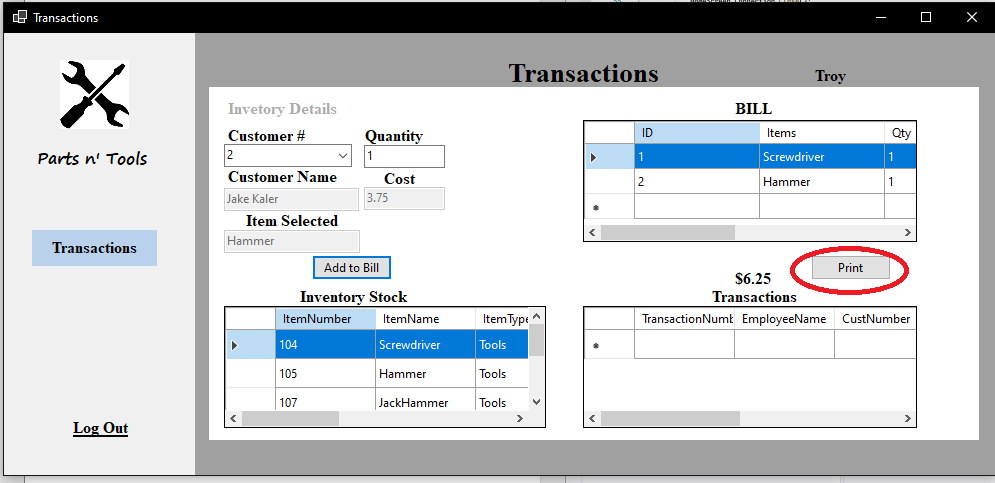 Transactions
Transactions
Troy
Parts n' Tools
Transactions
Log Out
Invetory Details
Customer #
Quantity
2
1
Customer Name
Cost
Jake Kaler
3.75
Item Selected
Hammer
Add to Bill
Inventory Stock
ItemNumber ItemName ItemType
104 Screwdriver Tools
105 Hammer Tools
107 JackHammer Tools
BILL
ID Items Qty
1 Screwdriver 1
2 Hammer 1
Print
$6.25
Transactions
TransactionNumb EmployeeName CustNumber